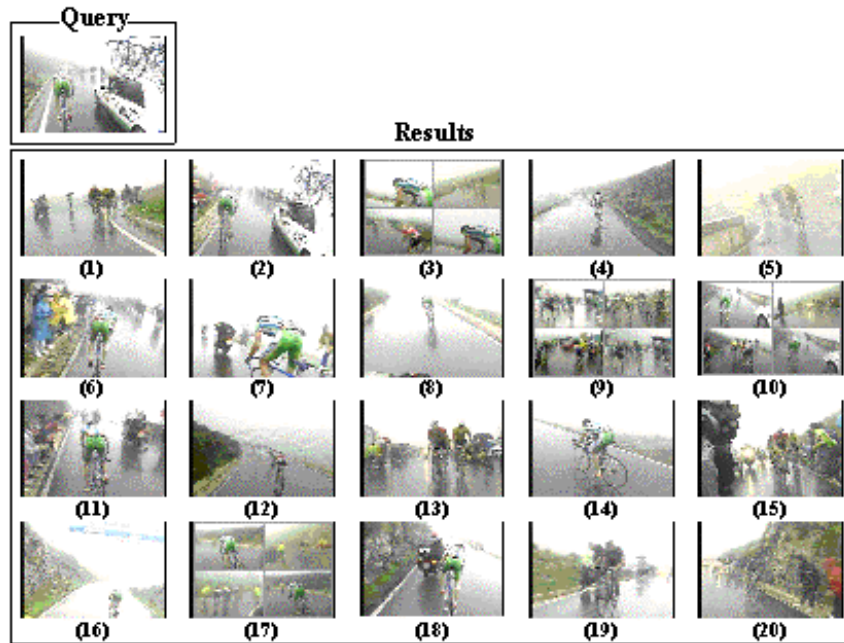 Query
Results
(1) (2) (3) (4) (5)
(6) (7) (8) (9) (10)
(11) (12) (13) (14) (15)
(16) (17) (18) (19) (20)